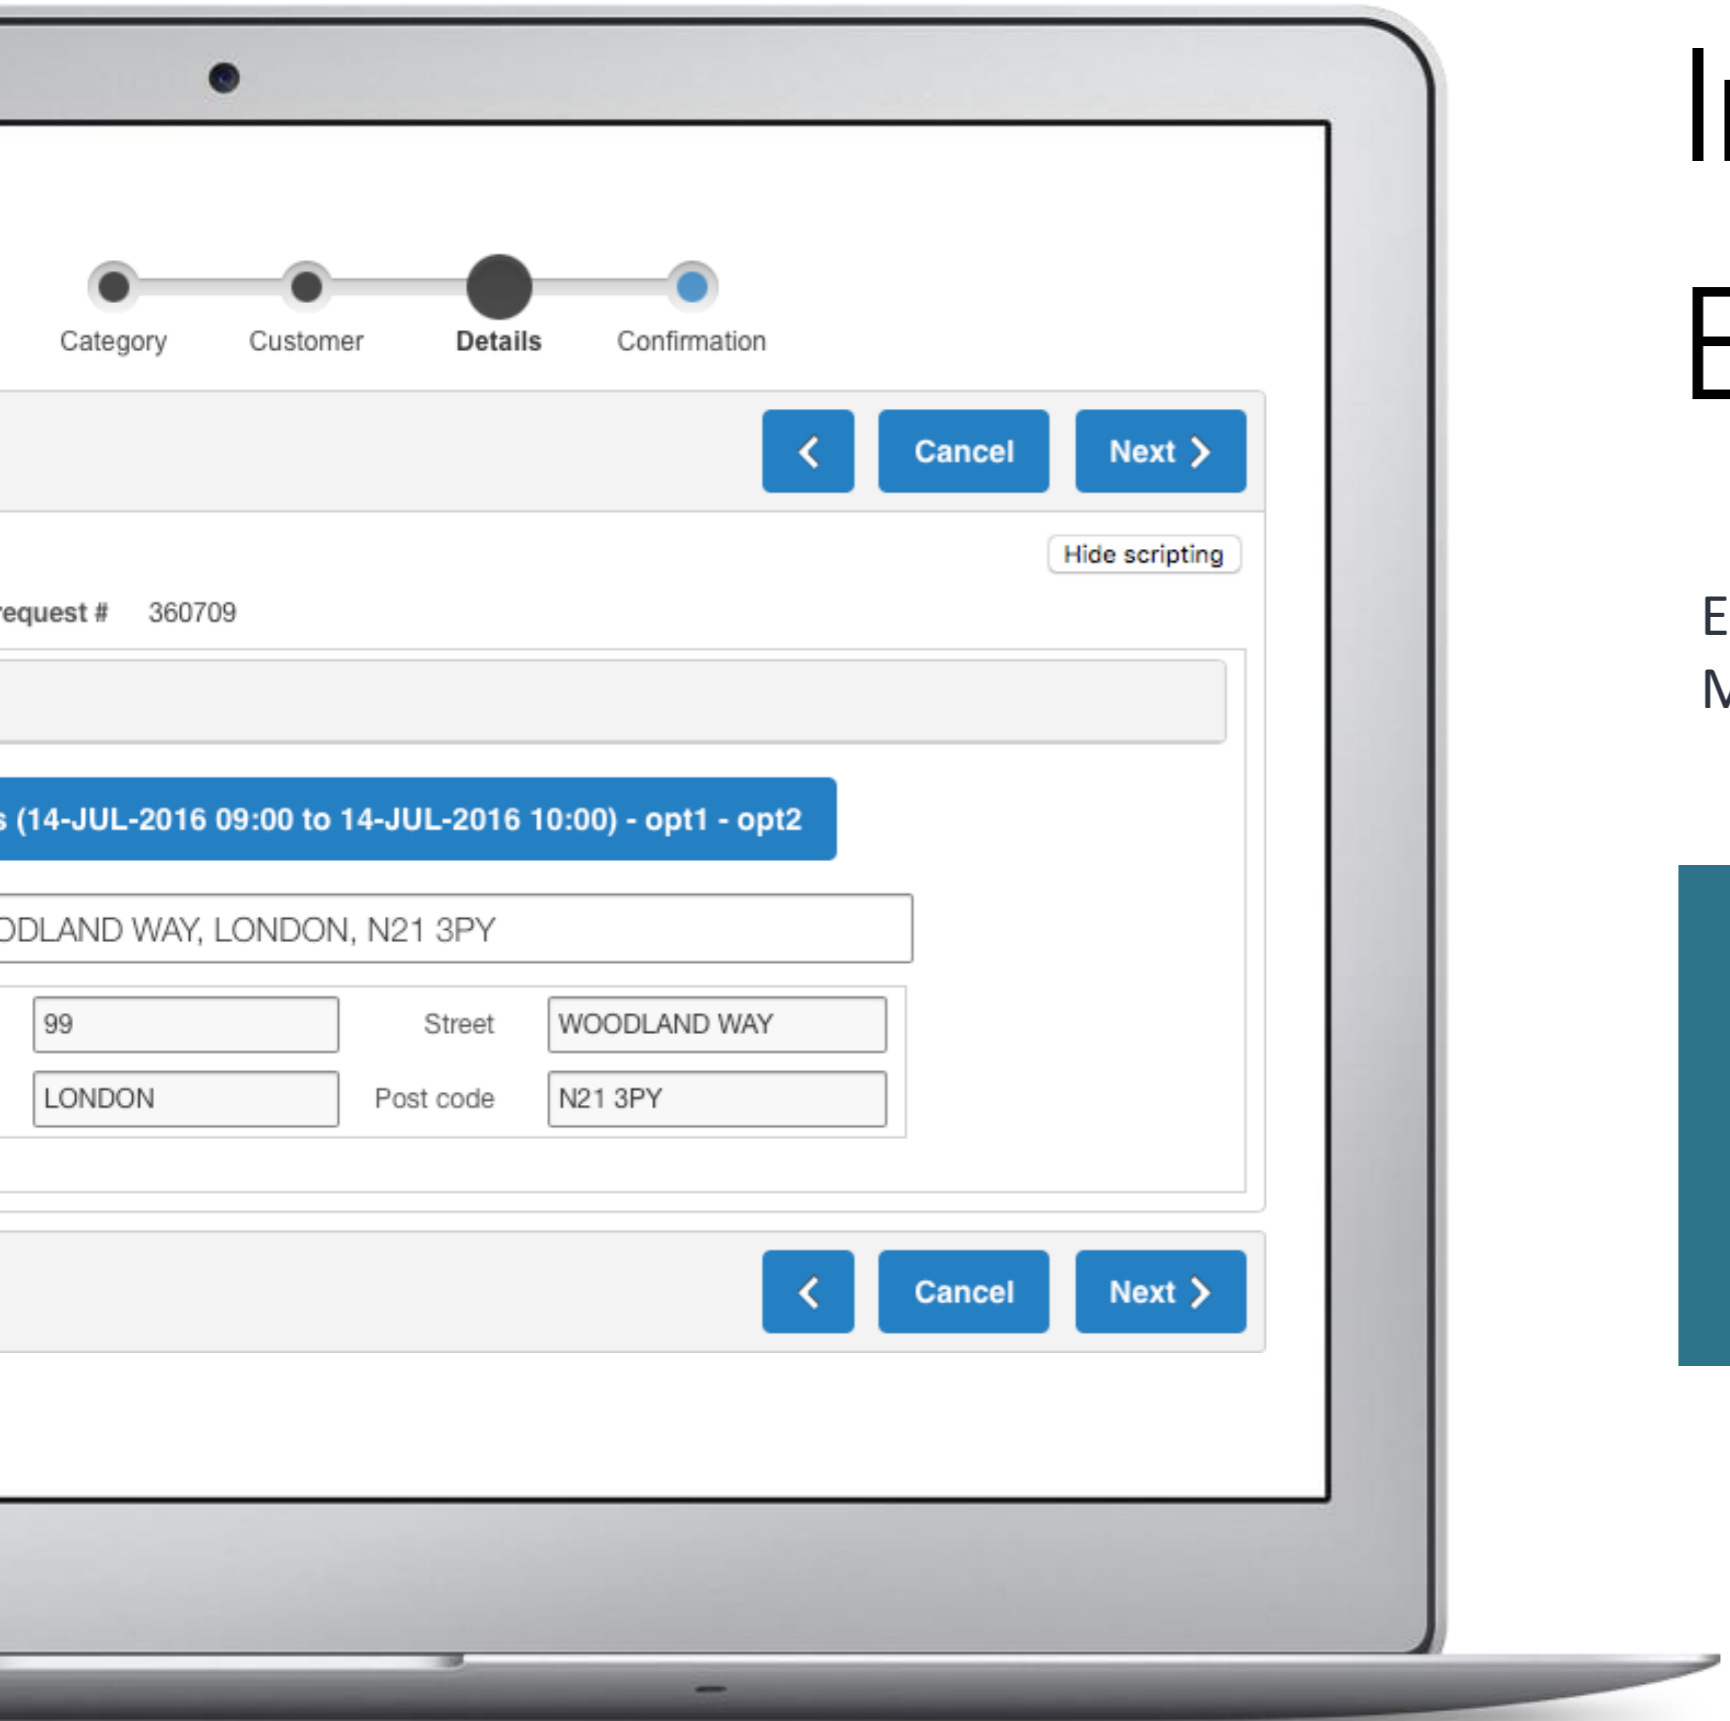 Category Customer Details Confirmation
Cancel Next
Hide scripting
request # 360709
(14-JUL-2016 09:00 to 14-JUL-2016 10:00) - opt1 - opt2
WAY, LONDON, N21 3PY
99 Street WOODLAND WAY
LONDON Post code N21 3PY
Cancel Next